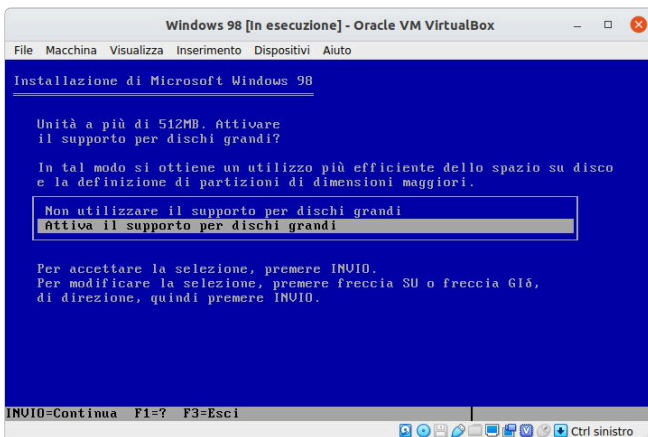 Windows 98 [In esecuzione] - Oracle VM VirtualBox
File Macchina Visualizza Inserimento Dispositivi Aiuto
Installazione di Microsoft Windows 98
Unità a più di 512MB. Attivare
il supporto per dischi grandi?
In tal modo si ottiene un utilizzo più efficiente dello spazio su disco
e la definizione di partizioni di dimensioni maggiori.
Non utilizzare il supporto per dischi grandi
Attiva il supporto per dischi grandi
Per accettare la selezione, premere INVIO.
Per modificare la selezione, premere freccia SU o freccia GIó,
di direzione, quindi premere INVIO.
INVIO=Continua F1=? F3=Esci
Ctrl sinistro